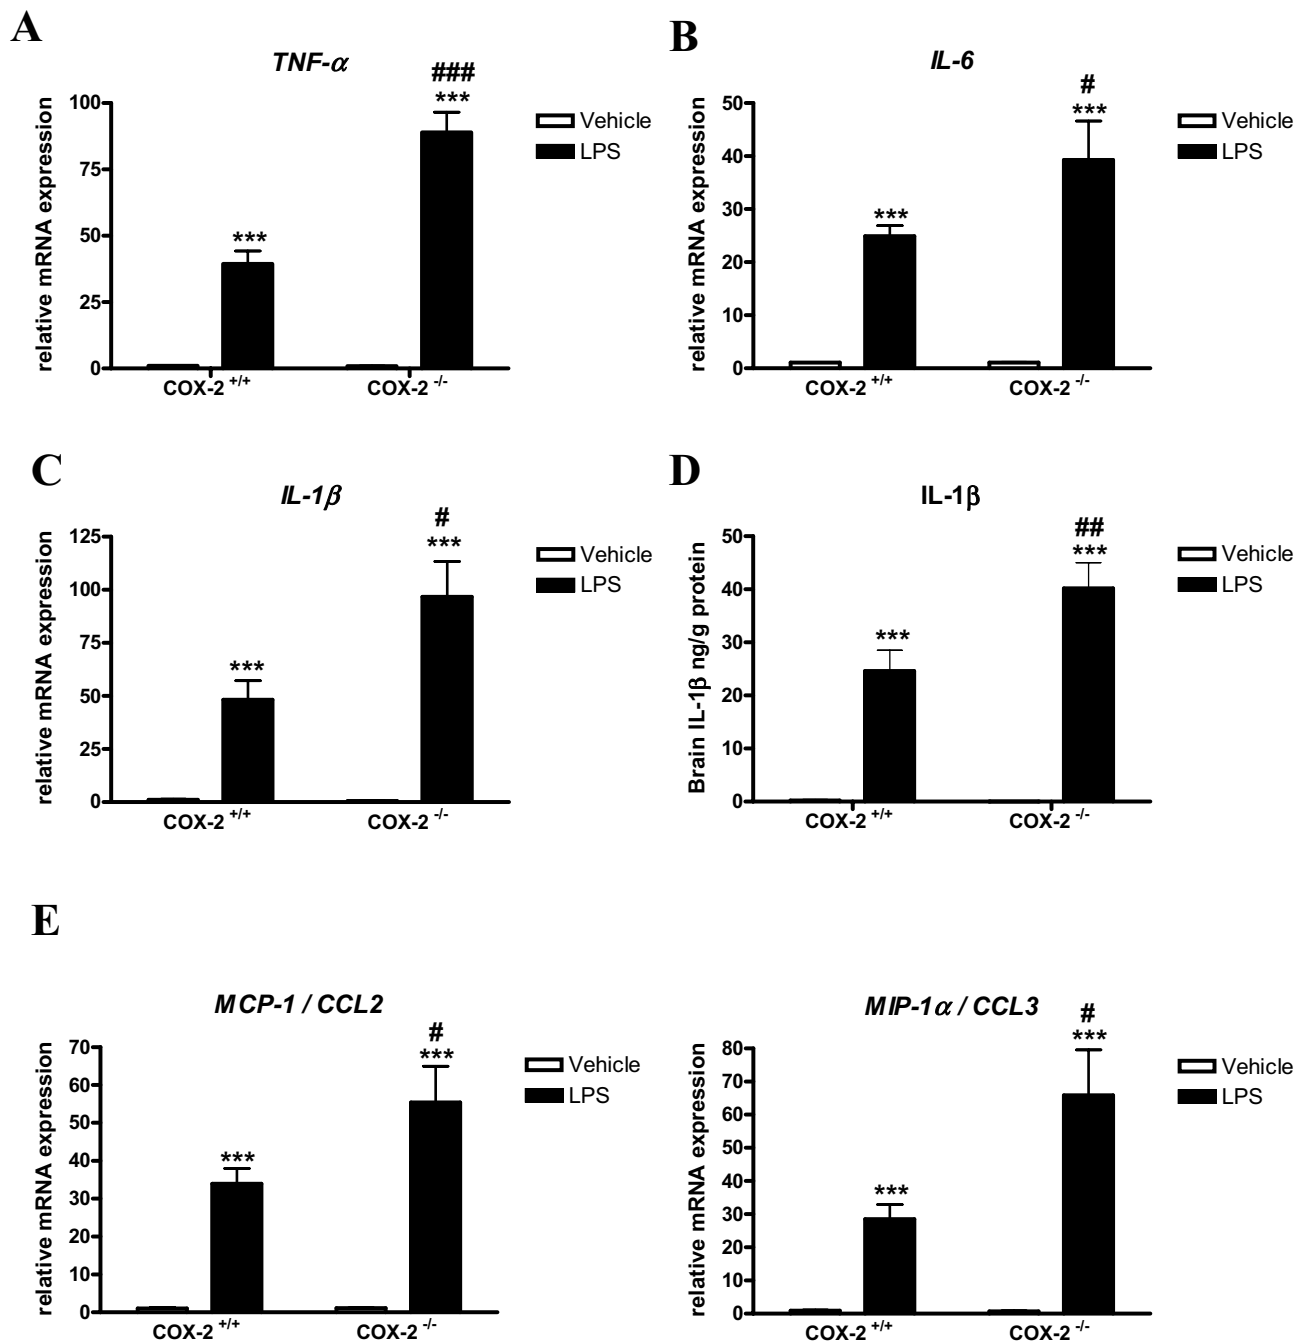 A
TNF-α
relative mRNA expression
100
75
50
25
0
***
###
***
COX-2 +/+
COX-2 -/-
Vehicle
LPS
B
IL-6
relative mRNA expression
50
40
30
20
10
0
***
#
***
COX-2 +/+
COX-2 -/-
Vehicle
LPS
C
IL-1β
relative mRNA expression
125
100
75
50
25
0
***
#
***
COX-2 +/+
COX-2 -/-
Vehicle
LPS
D
IL-1β
Brain IL-1β ng/g protein
50
40
30
20
10
0
***
##
***
COX-2 +/+
COX-2 -/-
Vehicle
LPS
E
MCP-1 / CCL2
relative mRNA expression
70
60
50
40
30
20
10
0
***
#
***
COX-2 +/+
COX-2 -/-
Vehicle
LPS
MIP-1α / CCL3
relative mRNA expression
80
70
60
50
40
30
20
10
0
***
#
***
COX-2 +/+
COX-2 -/-
Vehicle
LPS